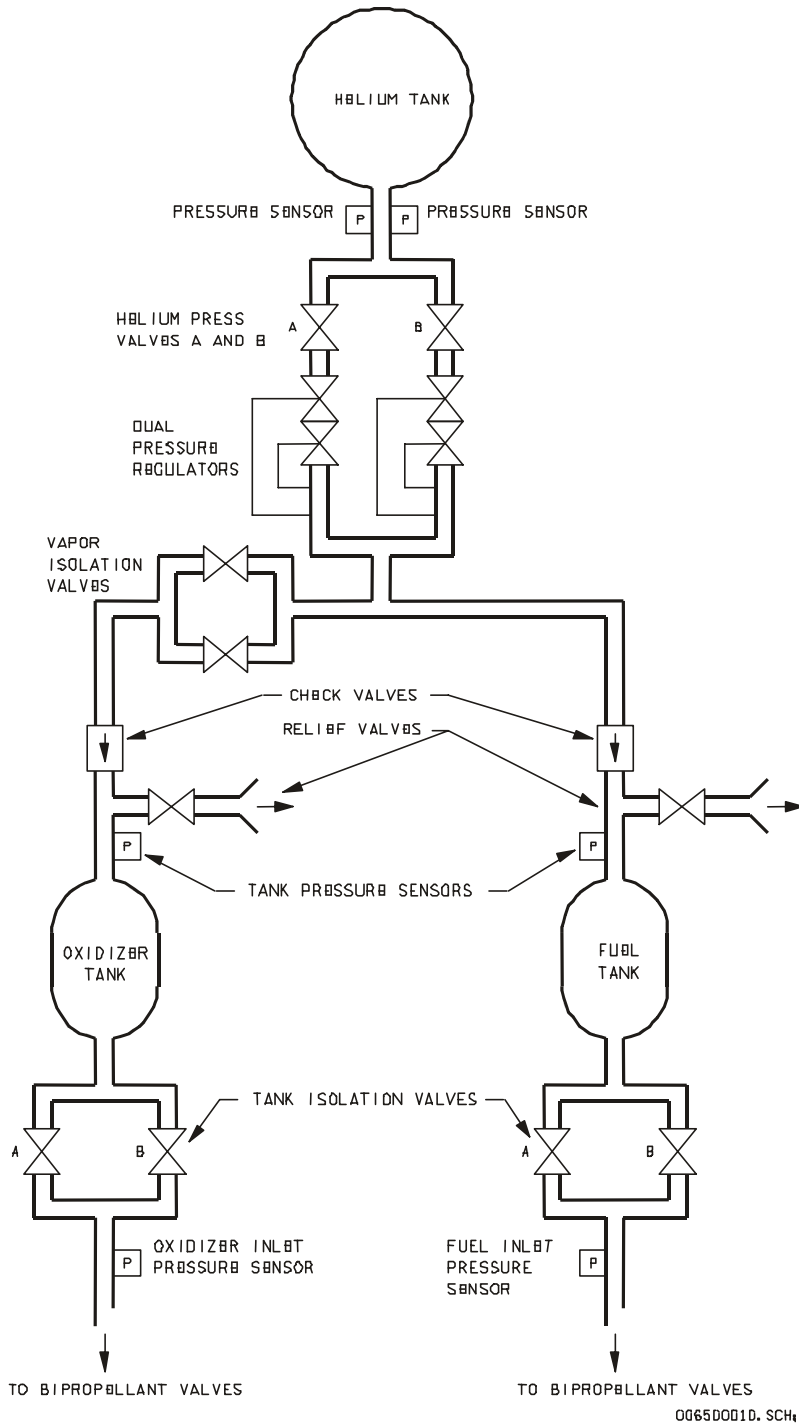 HELIUM TANK
PRESSURE SENSOR
P
P
PRESSURE SENSOR
HELIUM PRESS
VALVES A AND B
A
B
DUAL
PRESSURE
REGULATORS
VAPOR
ISOLATION
VALVES
CHECK VALVES
RELIEF VALVES
P
P
TANK PRESSURE SENSORS
OXIDIZER
TANK
FUEL
TANK
TANK ISOLATION VALVES
A
B
A
B
OXIDIZER INLET
PRESSURE SENSOR
P
FUEL INLET
PRESSURE
SENSOR
P
TO BIPROPELLANT VALVES
TO BIPROPELLANT VALVES
0065D001D.SCH